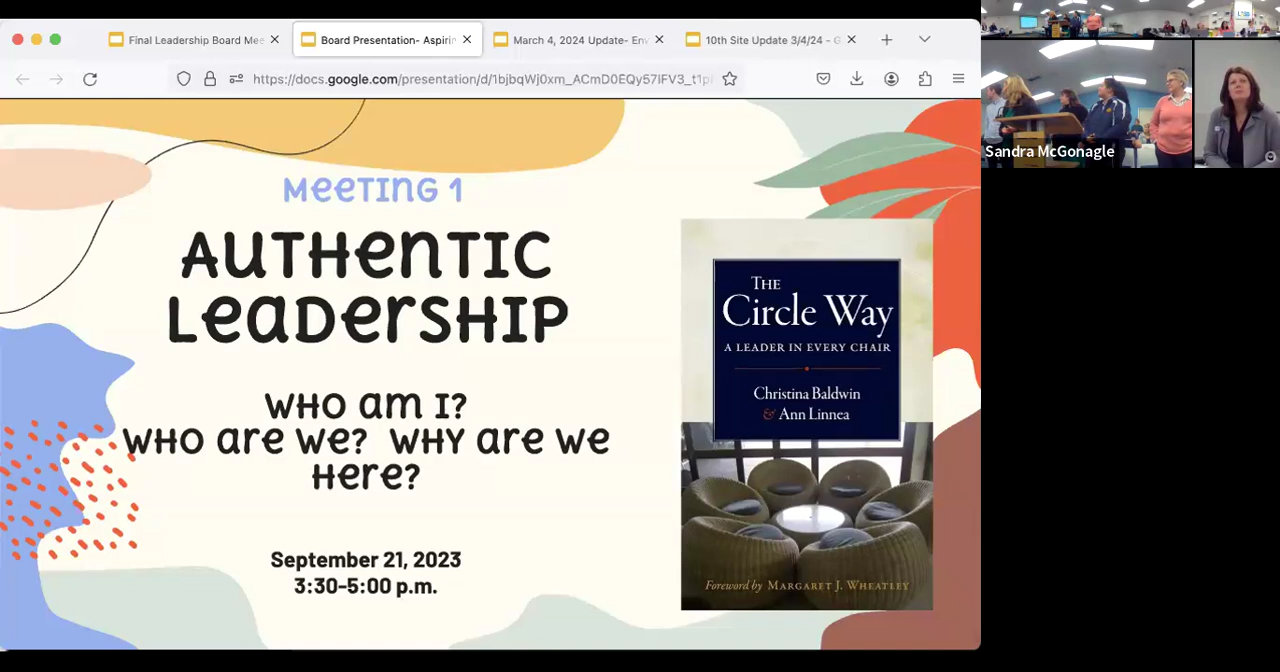 Final Leadership Board Mee
Board Presentation- Aspirin
March 4, 2024 Update- En
10th Site Update 3/4/24 - G
https://docs.google.com/presentation/d/1bjbqWj0xm_ACmD0EQy57IFV3_t1p
Sandra McGonagle
Meeting 1
Authentic
Leadership
Who am I?
Who are we? Why are we
here?
September 21, 2023
3:30-5:00 p.m.
The
Circle Way
A LEADER IN EVERY CHAIR
Christina Baldwin
& Ann Linnea
Foreword by MARGARET J. WHEATLEY